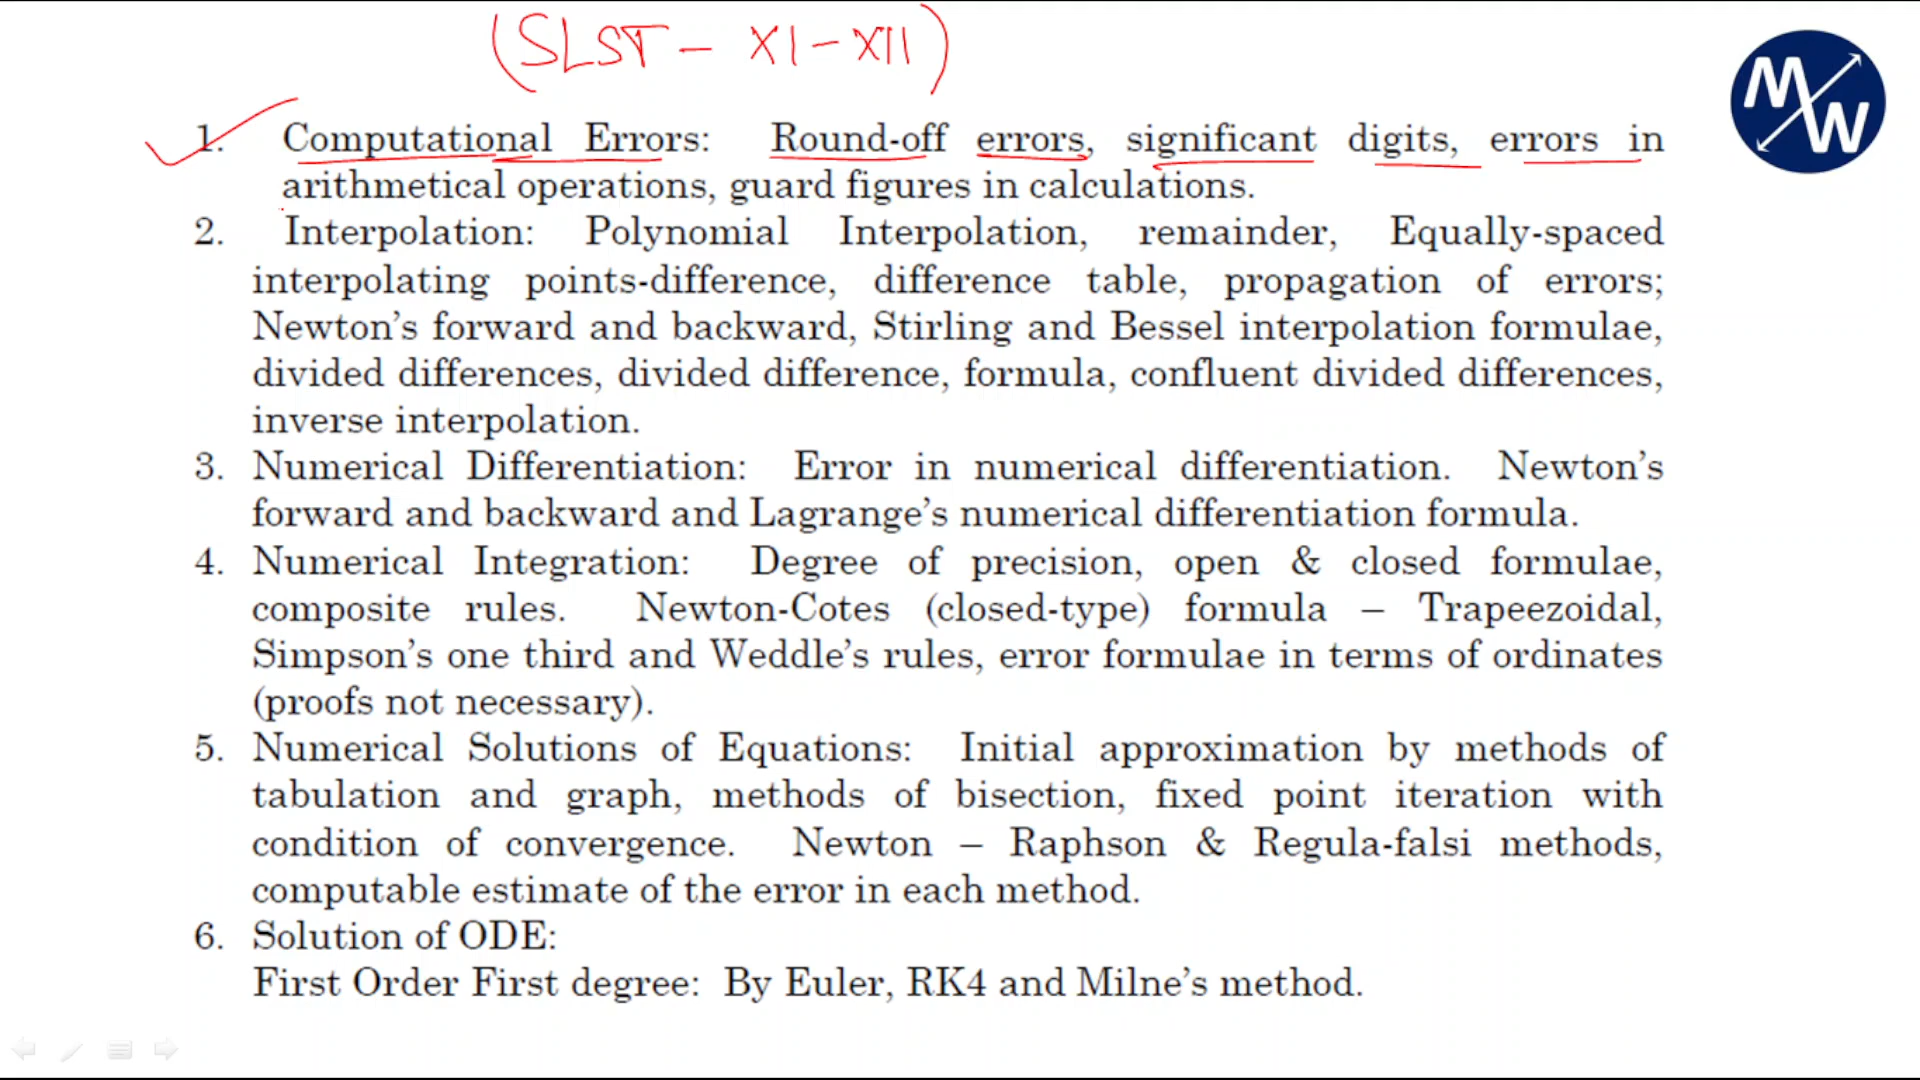 (SLST - XI-XII)
MW
1. Computational Errors: Round-off errors, significant digits, errors in
arithmetical operations, guard figures in calculations.
2. Interpolation: Polynomial Interpolation, remainder, Equally-spaced
interpolating points-difference, difference table, propagation of errors;
Newton’s forward and backward, Stirling and Bessel interpolation formulae,
divided differences, divided difference, formula, confluent divided differences,
inverse interpolation.
3. Numerical Differentiation: Error in numerical differentiation. Newton’s
forward and backward and Lagrange’s numerical differentiation formula.
4. Numerical Integration: Degree of precision, open & closed formulae,
composite rules. Newton-Cotes (closed-type) formula – Trapeezoidal,
Simpson’s one third and Weddle’s rules, error formulae in terms of ordinates
(proofs not necessary).
5. Numerical Solutions of Equations: Initial approximation by methods of
tabulation and graph, methods of bisection, fixed point iteration with
condition of convergence. Newton – Raphson & Regula-falsi methods,
computable estimate of the error in each method.
6. Solution of ODE:
First Order First degree: By Euler, RK4 and Milne’s method.